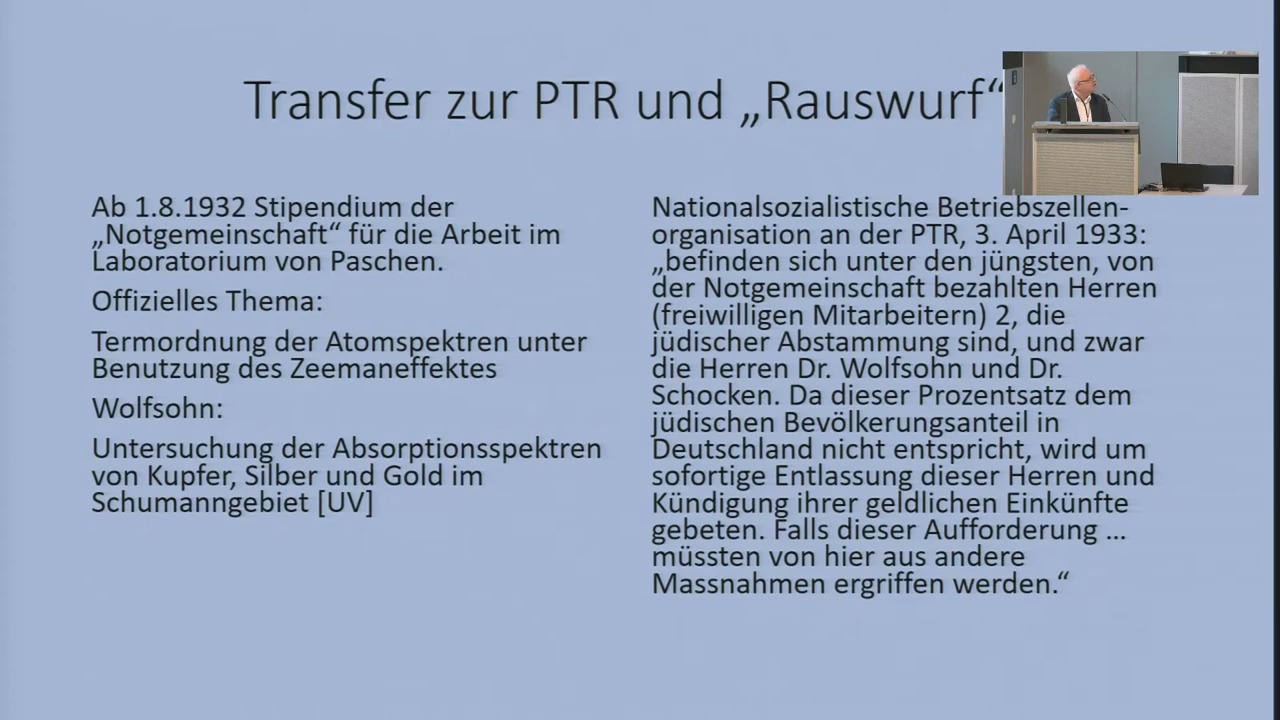 Transfer zur PTR und „Rauswurf“
Ab 1.8.1932 Stipendium der
„Notgemeinschaft“ für die Arbeit im
Laboratorium von Paschen.
Offizielles Thema:
Termordnung der Atomspektren unter
Benutzung des Zeemaneffektes
Wolfsohn:
Untersuchung der Absorptionsspektren
von Kupfer, Silber und Gold im
Schumanngebiet [UV]
Nationalsozialistische Betriebszellen-
organisation an der PTR, 3. April 1933:
„befinden sich unter den jüngsten, von
der Notgemeinschaft bezahlten Herren
(freiwilligen Mitarbeitern) 2, die
jüdischer Abstammung sind, und zwar
die Herren Dr. Wolfsohn und Dr.
Schocken. Da dieser Prozentsatz dem
jüdischen Bevölkerungsanteil in
Deutschland nicht entspricht, wird um
sofortige Entlassung dieser Herren und
Kündigung ihrer geldlichen Einkünfte
gebeten. Falls dieser Aufforderung …
müssten von hier aus andere
Massnahmen ergriffen werden.“